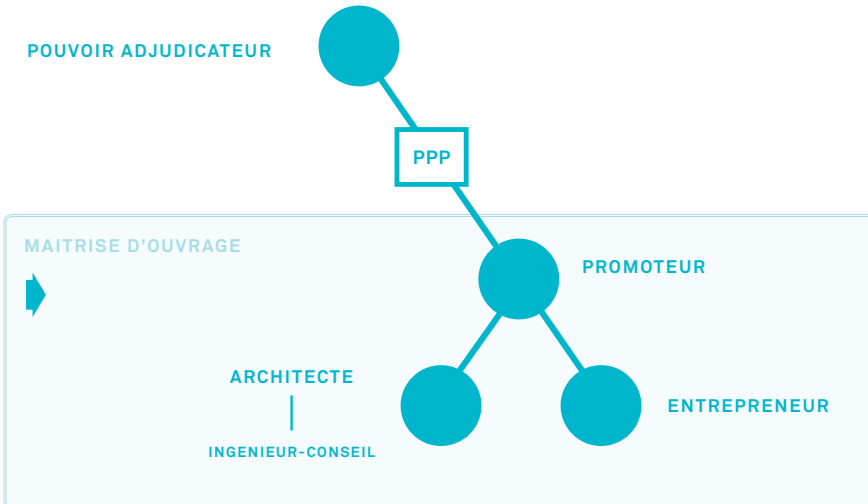 POUVOIR ADJUDICATEUR
PPP
MAITRISE D'OUVRAGE
PROMOTEUR
ARCHITECTE
ENTREPRENEUR
INGENIEUR-CONSEIL